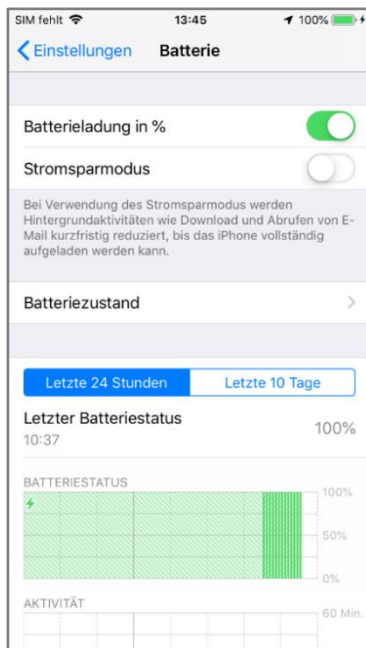 SIM fehlt 13:45 100%
Einstellungen Batterie
Batterieladung in %
Stromsparmodus
Bei Verwendung des Stromsparmodus werden
Hintergrundaktivitäten wie Download und Abrufen von E-
Mail kurzfristig reduziert, bis das iPhone vollständig
aufgeladen werden kann.
Batteriezustand
Letzte 24 Stunden Letzte 10 Tage
Letzter Batteriestatus 100%
10:37
BATTERIESTATUS
100%
50%
0%
AKTIVITÄT
60 Min.